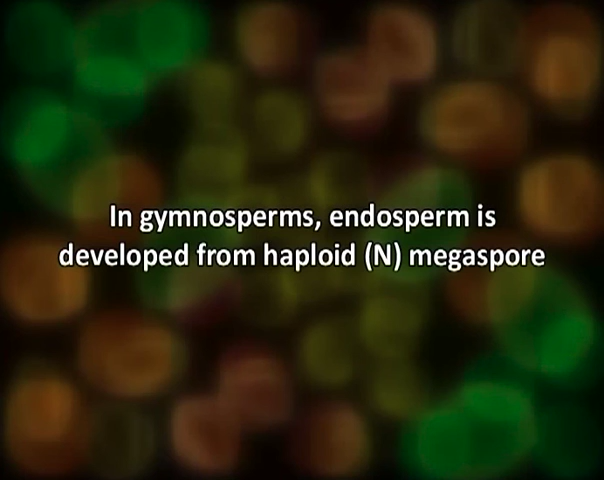 In gymnosperms, endosperm is
developed from haploid (N) megaspore